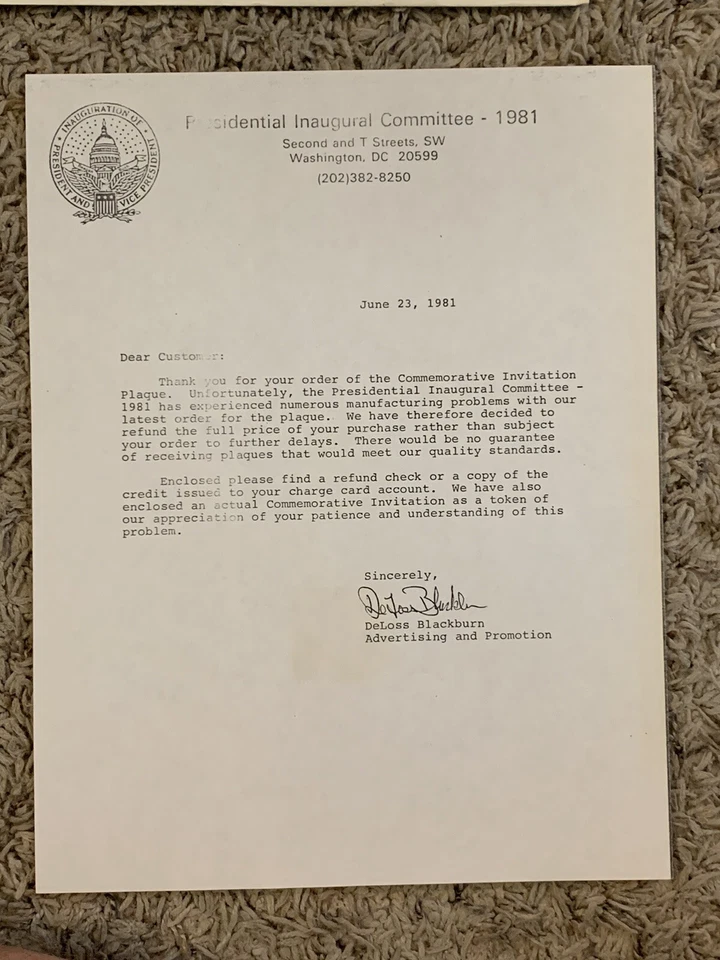 INAUGURATION OF PRESIDENT AND VICE PRESIDENT
Presidential Inaugural Committee - 1981
Second and T Streets, SW
Washington, DC 20599
(202)382-8250
June 23, 1981
Dear Customer:
Thank you for your order of the Commemorative Invitation
Plaque. Unfortunately, the Presidential Inaugural Committee -
1981 has experienced numerous manufacturing problems with our
latest order for the plaque. We have therefore decided to
refund the full price of your purchase rather than subject
your order to further delays. There would be no guarantee
of receiving plaques that would meet our quality standards.
Enclosed please find a refund check or a copy of the
credit issued to your charge card account. We have also
enclosed an actual Commemorative Invitation as a token of
our appreciation of your patience and understanding of this
problem.
Sincerely,
DeLoss Blackburn
DeLoss Blackburn
Advertising and Promotion